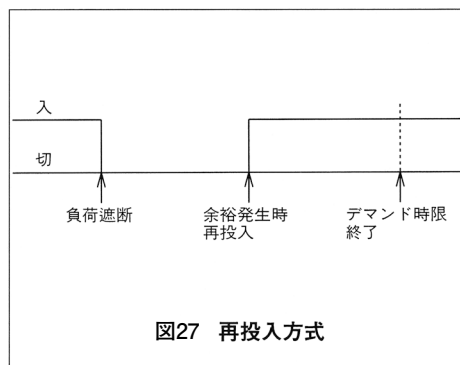 入
切
負荷遮断
余裕発生時
再投入
デマンド時限
終了
図27 再投入方式